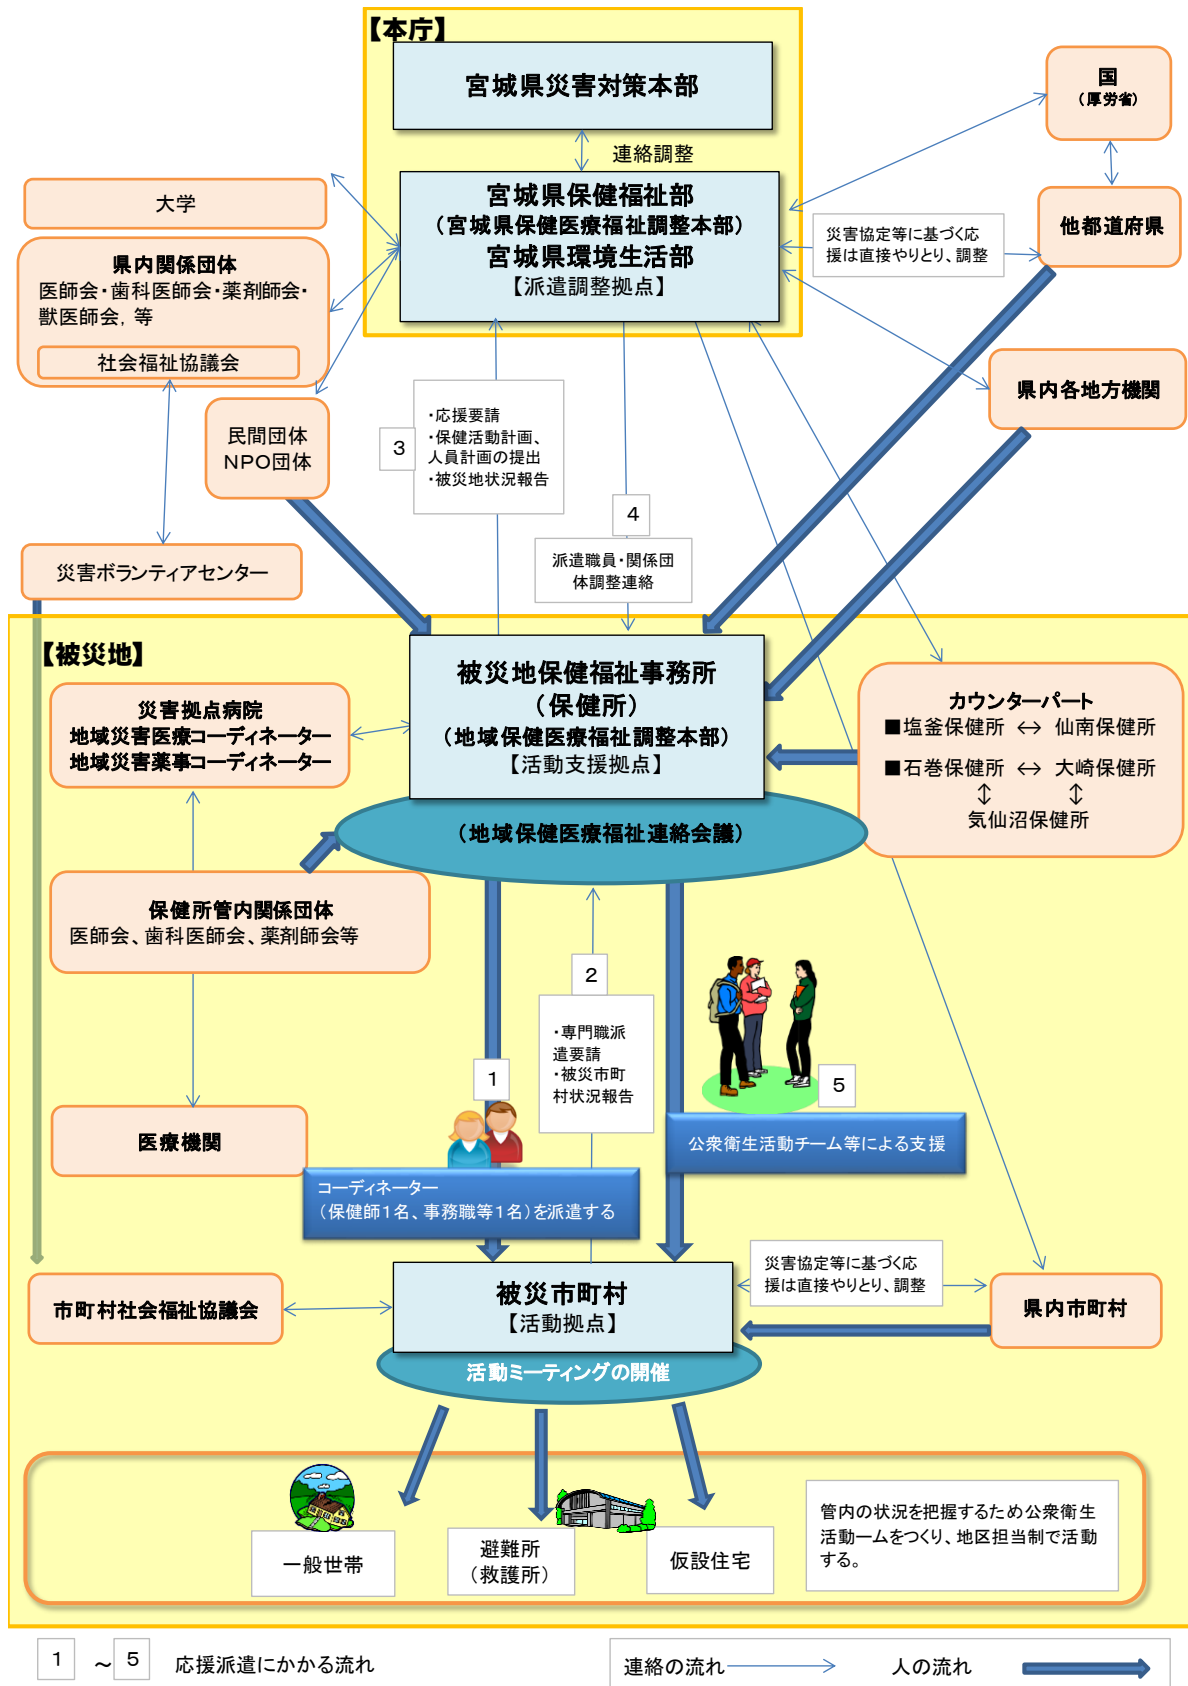 【本庁】
宮城県災害対策本部
連絡調整
宮城県保健福祉部
（宮城県保健医療福祉調整本部）
宮城県環境生活部
【派遣調整拠点】
国
（厚労省）
他都道府県
災害協定等に基づく応
援は直接やりとり、調整
県内各地方機関
大学
県内関係団体
医師会・歯科医師会・薬剤師会・
獣医師会，等
社会福祉協議会
民間団体
NPO団体
災害ボランティアセンター
3
・応援要請
・保健活動計画、
人員計画の提出
・被災地状況報告
4
派遣職員・関係団
体調整連絡
【被災地】
被災地保健福祉事務所
（保健所）
（地域保健医療福祉調整本部）
【活動支援拠点】
（地域保健医療福祉連絡会議）
災害拠点病院
地域災害医療コーディネーター
地域災害薬事コーディネーター
カウンターパート
■塩釜保健所 ↔ 仙南保健所
■石巻保健所 ↔ 大崎保健所
↕ ↕
気仙沼保健所
保健所管内関係団体
医師会、歯科医師会、薬剤師会等
医療機関
2
・専門職派
遣要請
・被災市町
村状況報告
1
コーディネーター
（保健師1名、事務職等1名）を派遣する
5
公衆衛生活動チーム等による支援
市町村社会福祉協議会
被災市町村
【活動拠点】
活動ミーティングの開催
災害協定等に基づく応
援は直接やりとり、調整
県内市町村
一般世帯
避難所
（救護所）
仮設住宅
管内の状況を把握するため公衆衛生
活動ームをつくり、地区担当制で活動
する。
1 ～ 5 応援派遣にかかる流れ
連絡の流れ
人の流れ